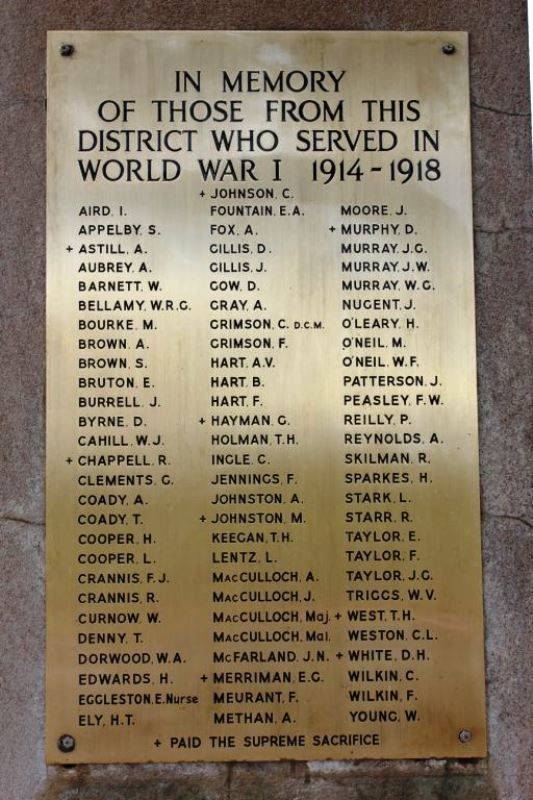 IN MEMORY
OF THOSE FROM THIS
DISTRICT WHO SERVED IN
WORLD WAR I 1914-1918
+ JOHNSON, C.
AIRD, I.
APPELBY, S.
+ ASTILL, A.
AUBREY, A.
BARNETT, W.
BELLAMY, W.R.G.
BOURKE, M.
BROWN, A.
BROWN, S.
BRUTON, E.
BURRELL, J.
BYRNE, D.
CAHILL, W.J.
+ CHAPPELL, R.
CLEMENTS, G.
COADY, A.
COADY, T.
COOPER, H.
COOPER, L.
CRANNIS, F.J.
CRANNIS, R.
CURNOW, W.
DENNY, T.
DORWOOD, W.A.
EDWARDS, H.
EGGLESTON, E. Nurse
ELY, H.T.
FOUNTAIN, E.A.
FOX, A.
GILLIS, D.
GILLIS, J.
GOW, D.
GRAY, A.
GRIMSON, C. D.C.M.
GRIMSON, F.
HART, A.V.
HART, B.
HART, F.
+ HAYMAN, G.
HOLMAN, T.H.
INGLE, C.
JENNINGS, F.
JOHNSTON, A.
+ JOHNSTON, M.
KEEGAN, T.H.
LENTZ, L.
MACCULLOCH, A.
MACCULLOCH, J.
MACCULLOCH, Maj.
MACCULLOCH, Mal.
MCFARLAND, J.N.
+ MERRIMAN, E.G.
MEURANT, F.
METHAN, A.
MOORE, J.
+ MURPHY, D.
MURRAY, J.G.
MURRAY, J.W.
MURRAY, W.G.
NUGENT, J.
O'LEARY, H.
O'NEIL, M.
O'NEIL, W.F.
PATTERSON, J.
PEASLEY, F.W.
REILLY, P.
REYNOLDS, A.
SKILMAN, R.
SPARKES, H.
STARK, L.
STARR, R.
TAYLOR, E.
TAYLOR, F.
TAYLOR, J.G.
TRIGGS, W.V.
+ WEST, T.H.
WESTON, C.L.
+ WHITE, D.H.
WILKIN, C.
WILKIN, F.
YOUNG, W.
+ PAID THE SUPREME SACRIFICE